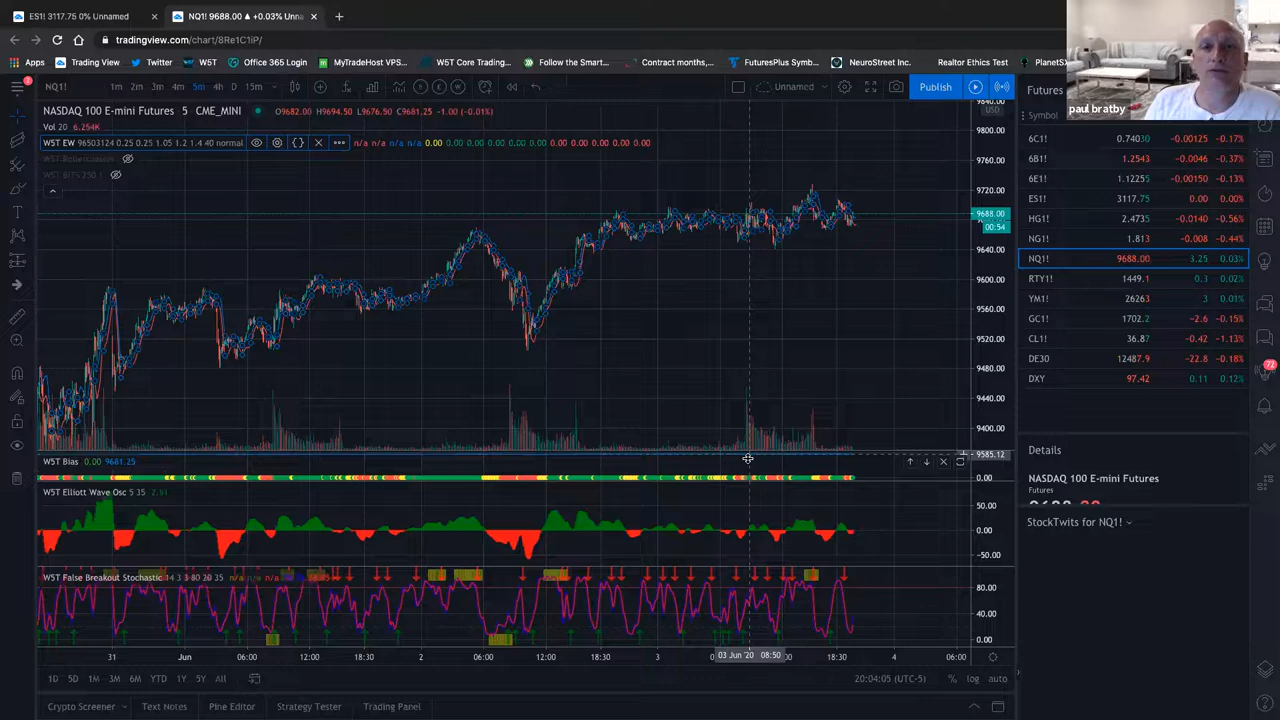 ES1! 3117.75 0% Unnamed
NQ1! 9688.00 ▲ +0.03% Unna
tradingview.com/chart/8Re1C1iP/
Apps Trading View Twitter W5T Office 365 Login MyTradeHost VPS... W5T Core Trading... Follow the Smart... Contract months,... FuturesPlus Symb... NeuroStreet Inc. Realtor Ethics Test PlanetS
paul bratby
NQ1! 1m 2m 4m 5m 4h D 15m Unnamed Publish
Futures
NASDAQ 100 E-mini Futures 5 CME_MINI O9682.00 H9694.50 L9676.50 C9681.25 -1.00 (-0.01%)
Vol 20 6.254K
W5T EW 96503124 0.25 0.25 1.05 1.2 1.4 40 normal n/a n/a n/a n/a 0.00 0.00 0.00 0.00 0.00 0.00 0.00 0.00 0.00 0.00 0.00
Symbol
6C1! 0.74030 -0.00125 -0.17%
6B1! 1.2543 -0.0046 -0.37%
6E1! 1.12225 -0.00150 -0.13%
ES1! 3117.75 0.00 0.00%
HG1! 2.4735 -0.0140 -0.56%
NG1! 1.813 -0.008 -0.44%
NQ1! 9688.00 3.25 0.03%
RTY1! 1449.1 0.3 0.02%
YM1! 26263 3 0.01%
GC1! 1702.2 -2.6 -0.15%
CL1! 36.87 -0.42 -1.13%
DE30 12487.9 -22.8 -0.18%
DXY 97.42 0.11 0.12%
72
9840.00
USD
9800.00
9760.00
9720.00
9688.00
00:54
9640.00
9600.00
9560.00
9520.00
9480.00
9440.00
9400.00
9585.12
W5T Bias 0.00 9681.25
0.00
W5T Elliott Wave Osc 5 35 2.91
50.00
0.00
-50.00
W5T False Breakout Stochastic 14 3 3 80 20 35 n/a n/a n/a
80.00
40.00
0.00
Details
NASDAQ 100 E-mini Futures
Futures
StockTwits for NQ1!
31 Jun 06:00 12:00 18:30 2 06:00 12:00 18:30 3 03 Jun '20 08:50 18:30 4 06:00
1D 5D 1M 3M 6M YTD 1Y 5Y All 20:04:05 (UTC-5) % log auto
Crypto Screener Text Notes Pine Editor Strategy Tester Trading Panel